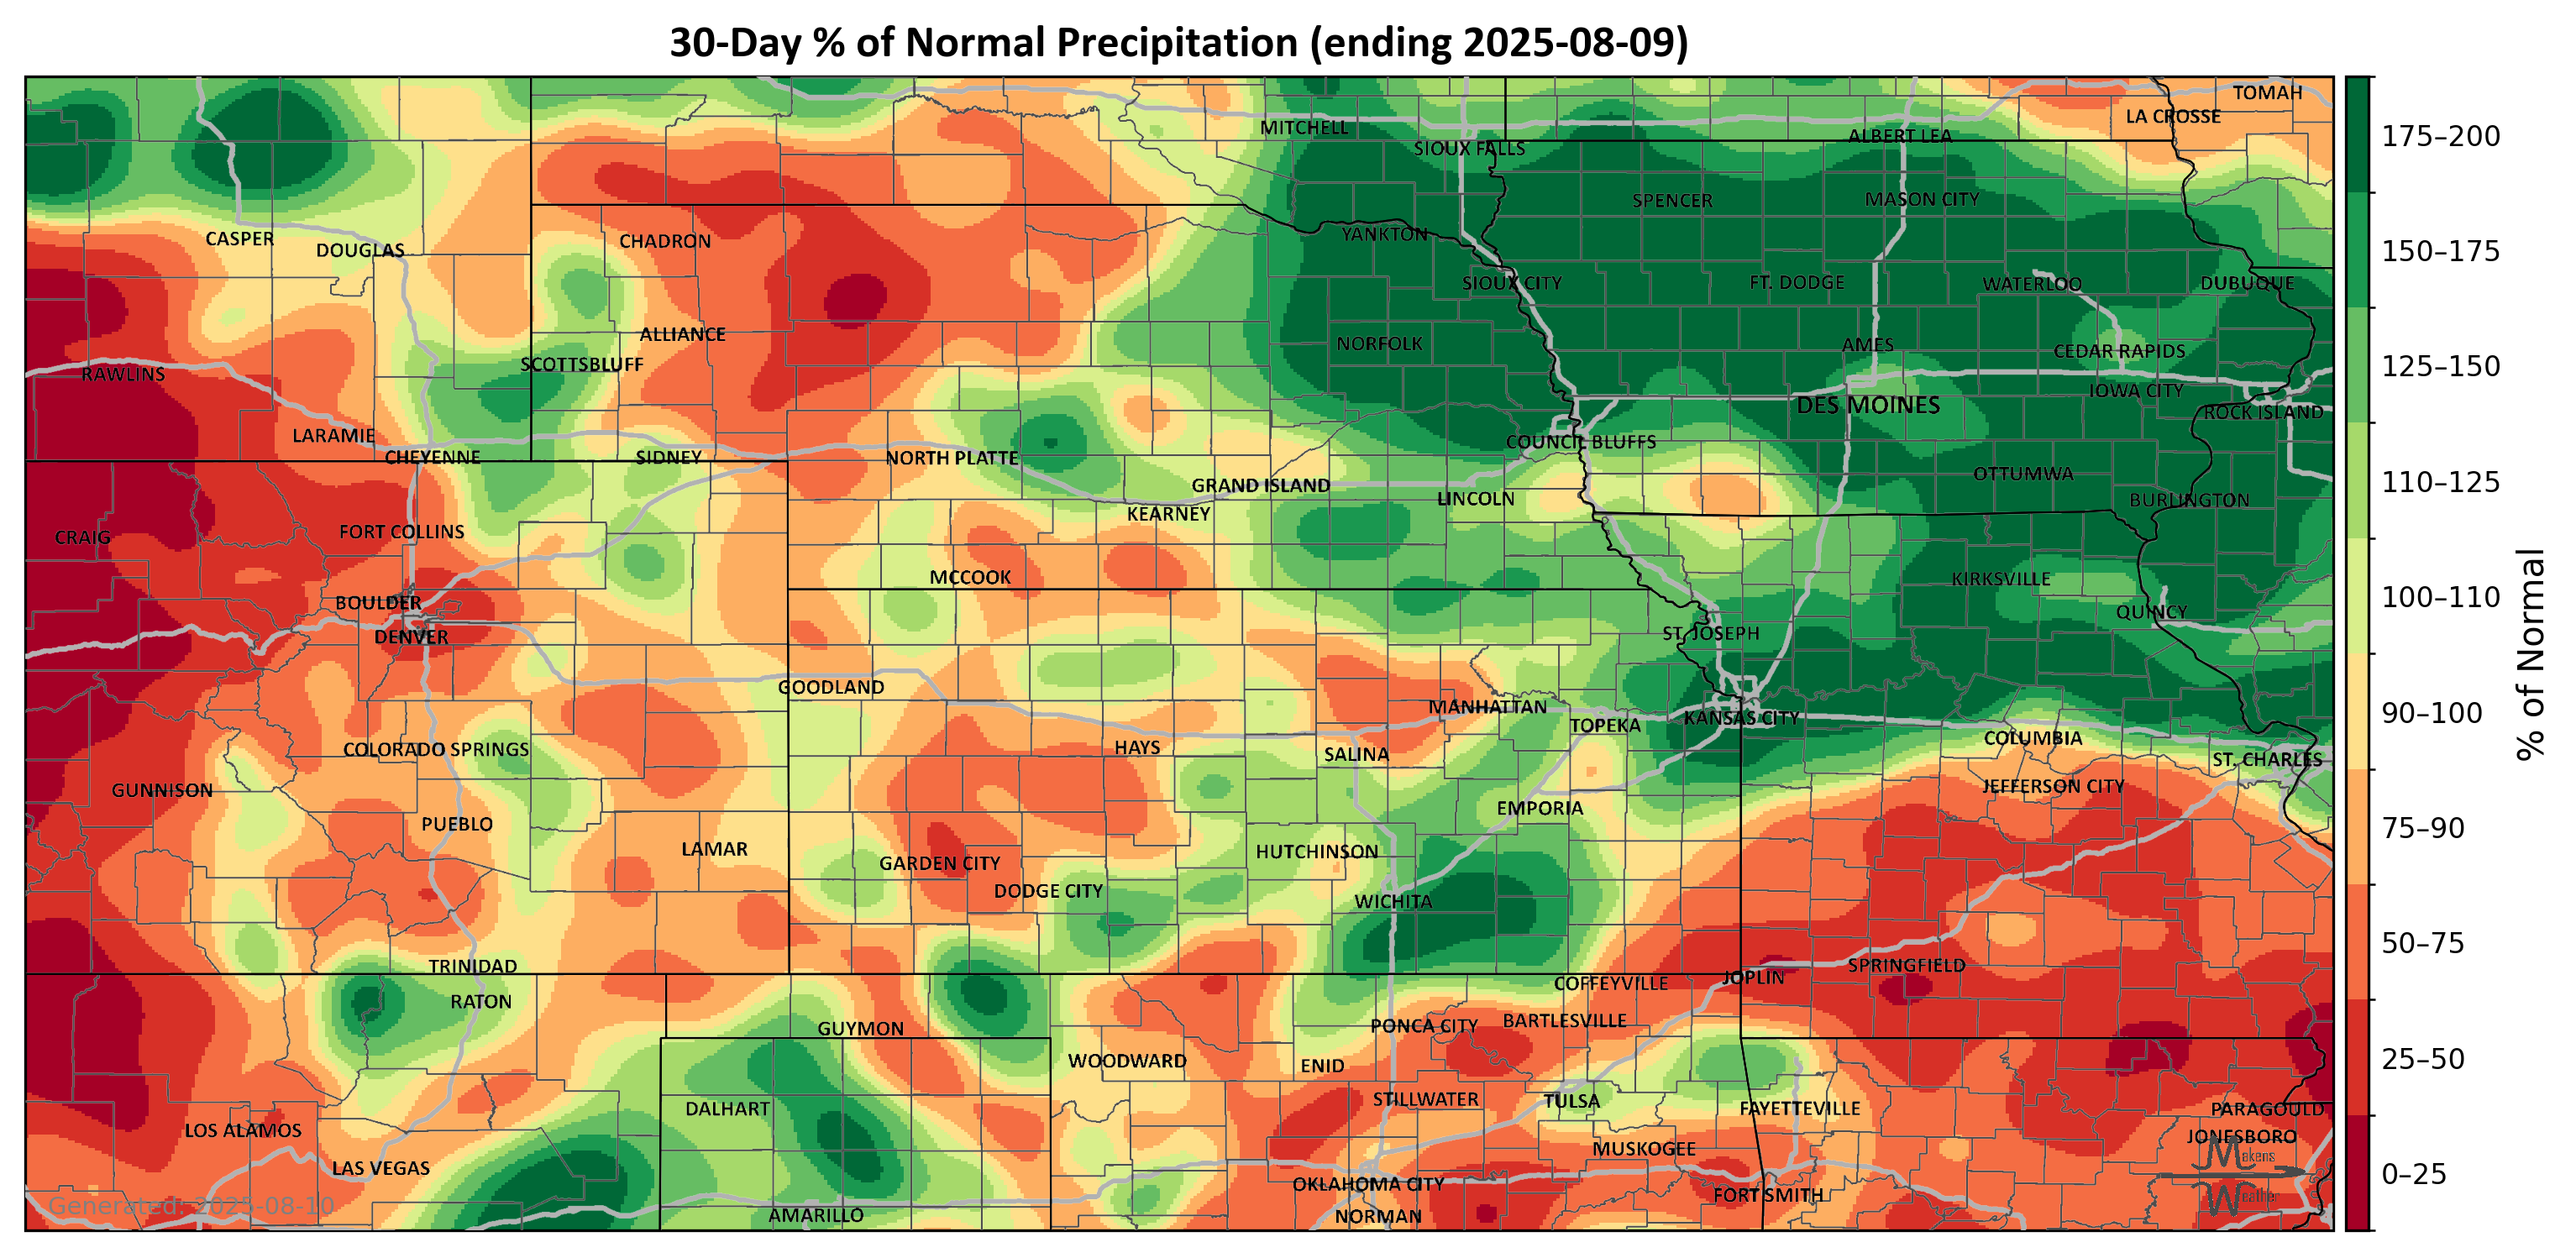 30-Day % of Normal Precipitation (ending 2025-08-09)
TOMAH
LA CROSSE
MITCHELL
ALBERT LEA
SIOUX FALLS
SPENCER
MASON CITY
CASPER
DOUGLAS
CHADRON
YANKTON
SIOUX CITY
FT. DODGE
WATERLOO
DUBUQUE
ALLIANCE
NORFOLK
AMES
CEDAR RAPIDS
SCOTTSBLUFF
RAWLINS
IOWA CITY
DES MOINES
ROCK ISLAND
LARAMIE
COUNCIL BLUFFS
CHEYENNE
SIDNEY
NORTH PLATTE
OTTUMWA
GRAND ISLAND
LINCOLN
BURLINGTON
KEARNEY
CRAIG
FORT COLLINS
MCCOOK
KIRKSVILLE
BOULDER
QUINCY
DENVER
ST. JOSEPH
GOODLAND
MANHATTAN
TOPEKA
KANSAS CITY
COLORADO SPRINGS
HAYS
SALINA
COLUMBIA
ST. CHARLES
GUNNISON
JEFFERSON CITY
EMPORIA
PUEBLO
LAMAR
GARDEN CITY
HUTCHINSON
DODGE CITY
WICHITA
TRINIDAD
SPRINGFIELD
RATON
COFFEYVILLE
JOPLIN
GUYMON
PONCA CITY
BARTLESVILLE
WOODWARD
ENID
DALHART
STILLWATER
TULSA
FAYETTEVILLE
PARAGOULD
LOS ALAMOS
JONESBORO
LAS VEGAS
MUSKOGEE
OKLAHOMA CITY
FORT SMITH
AMARILLO
NORMAN
Generated: 2025-08-10
Makens
Weather
175–200
150–175
125–150
110–125
100–110
90–100
75–90
50–75
25–50
0–25
% of Normal